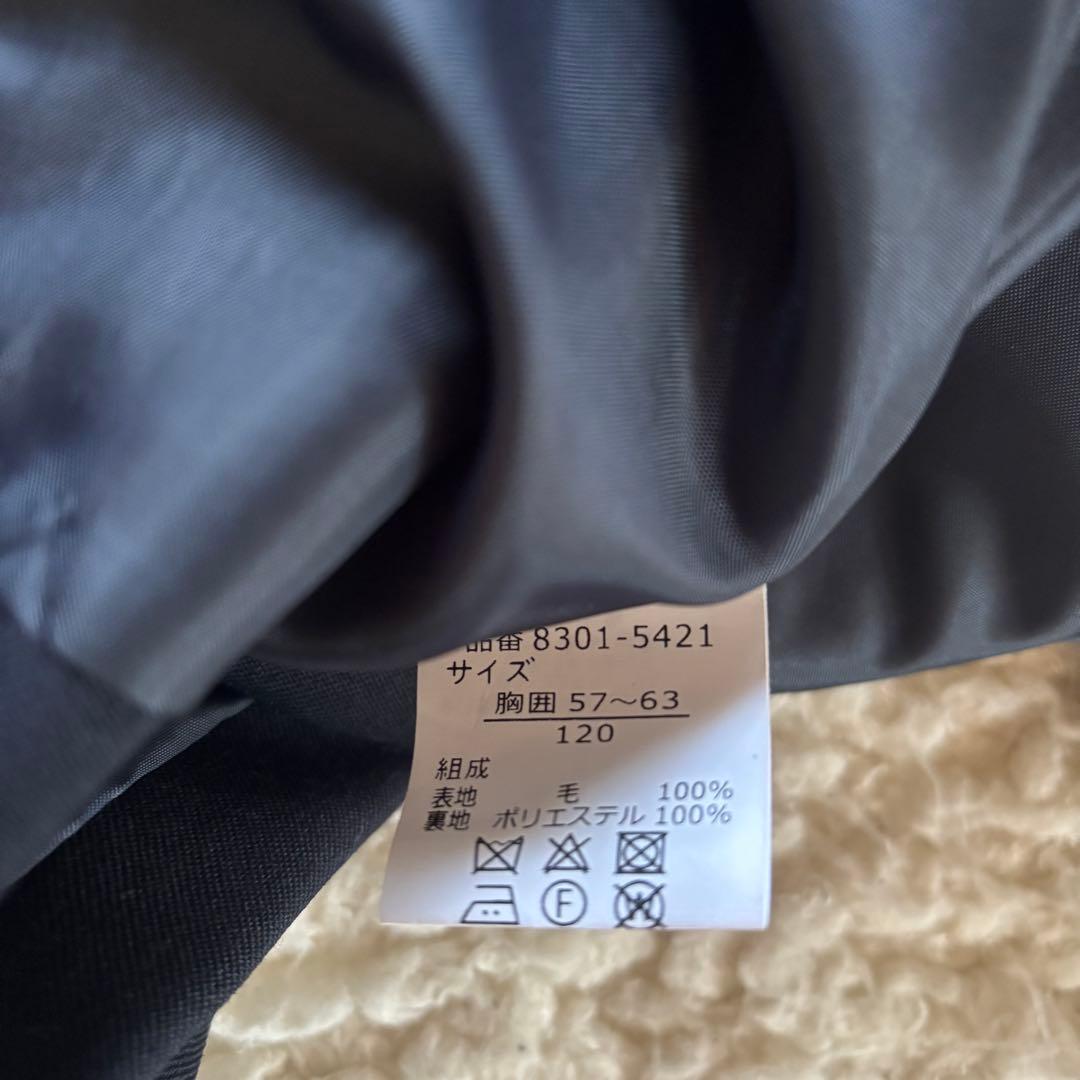 品番 8301-5421
サイズ
胸囲 57～63
120
組成
表地 毛 100%
裏地 ポリエステル 100%
F
W